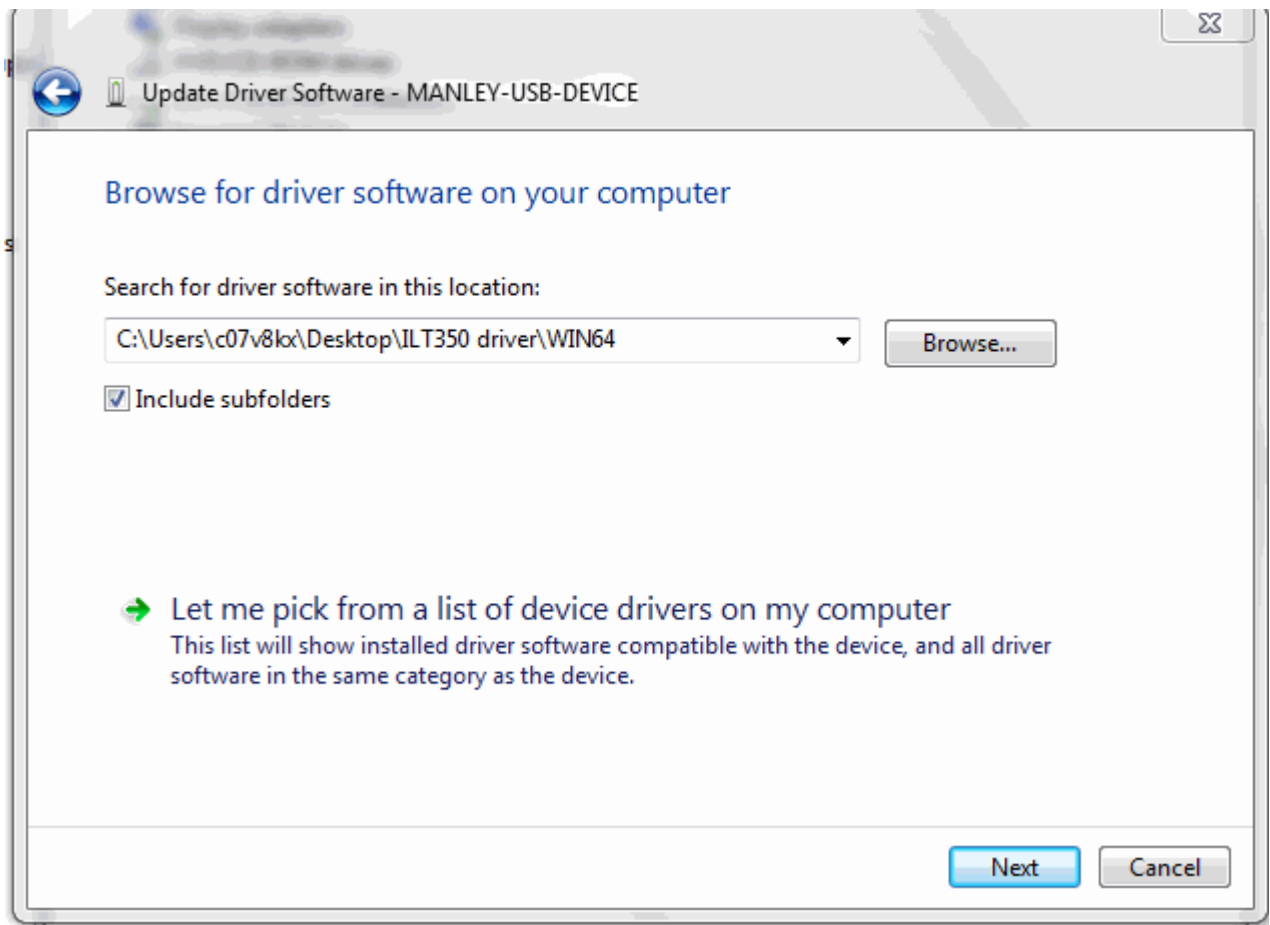 Update Driver Software - MANLEY-USB-DEVICE
Browse for driver software on your computer
Search for driver software in this location:
C:\Users\c07v8kx\Desktop\ILT350 driver\WIN64
Browse...
Include subfolders
Let me pick from a list of device drivers on my computer
This list will show installed driver software compatible with the device, and all driver
software in the same category as the device.
Next
Cancel